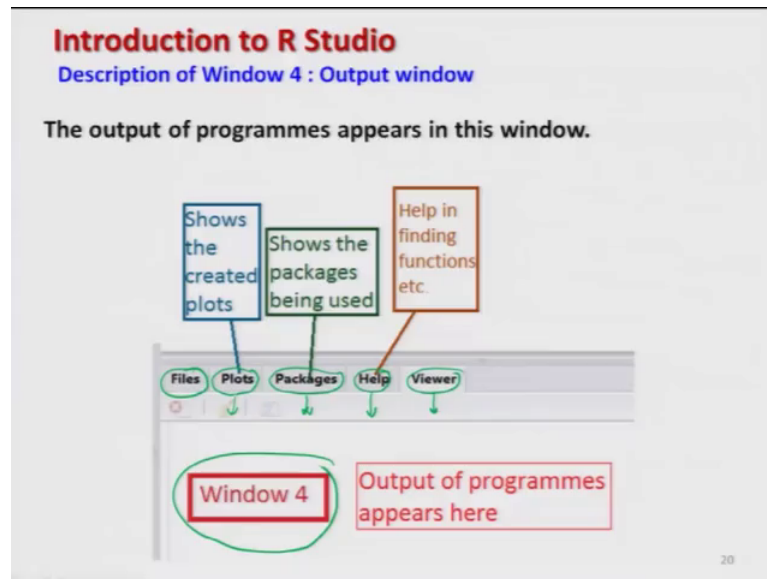 Introduction to R Studio
Description of Window 4 : Output window
The output of programmes appears in this window.
Shows
the
created
plots
Shows the
packages
being used
Help in
finding
functions
etc.
Files Plots Packages Help Viewer
Window 4
Output of programmes
appears here
20